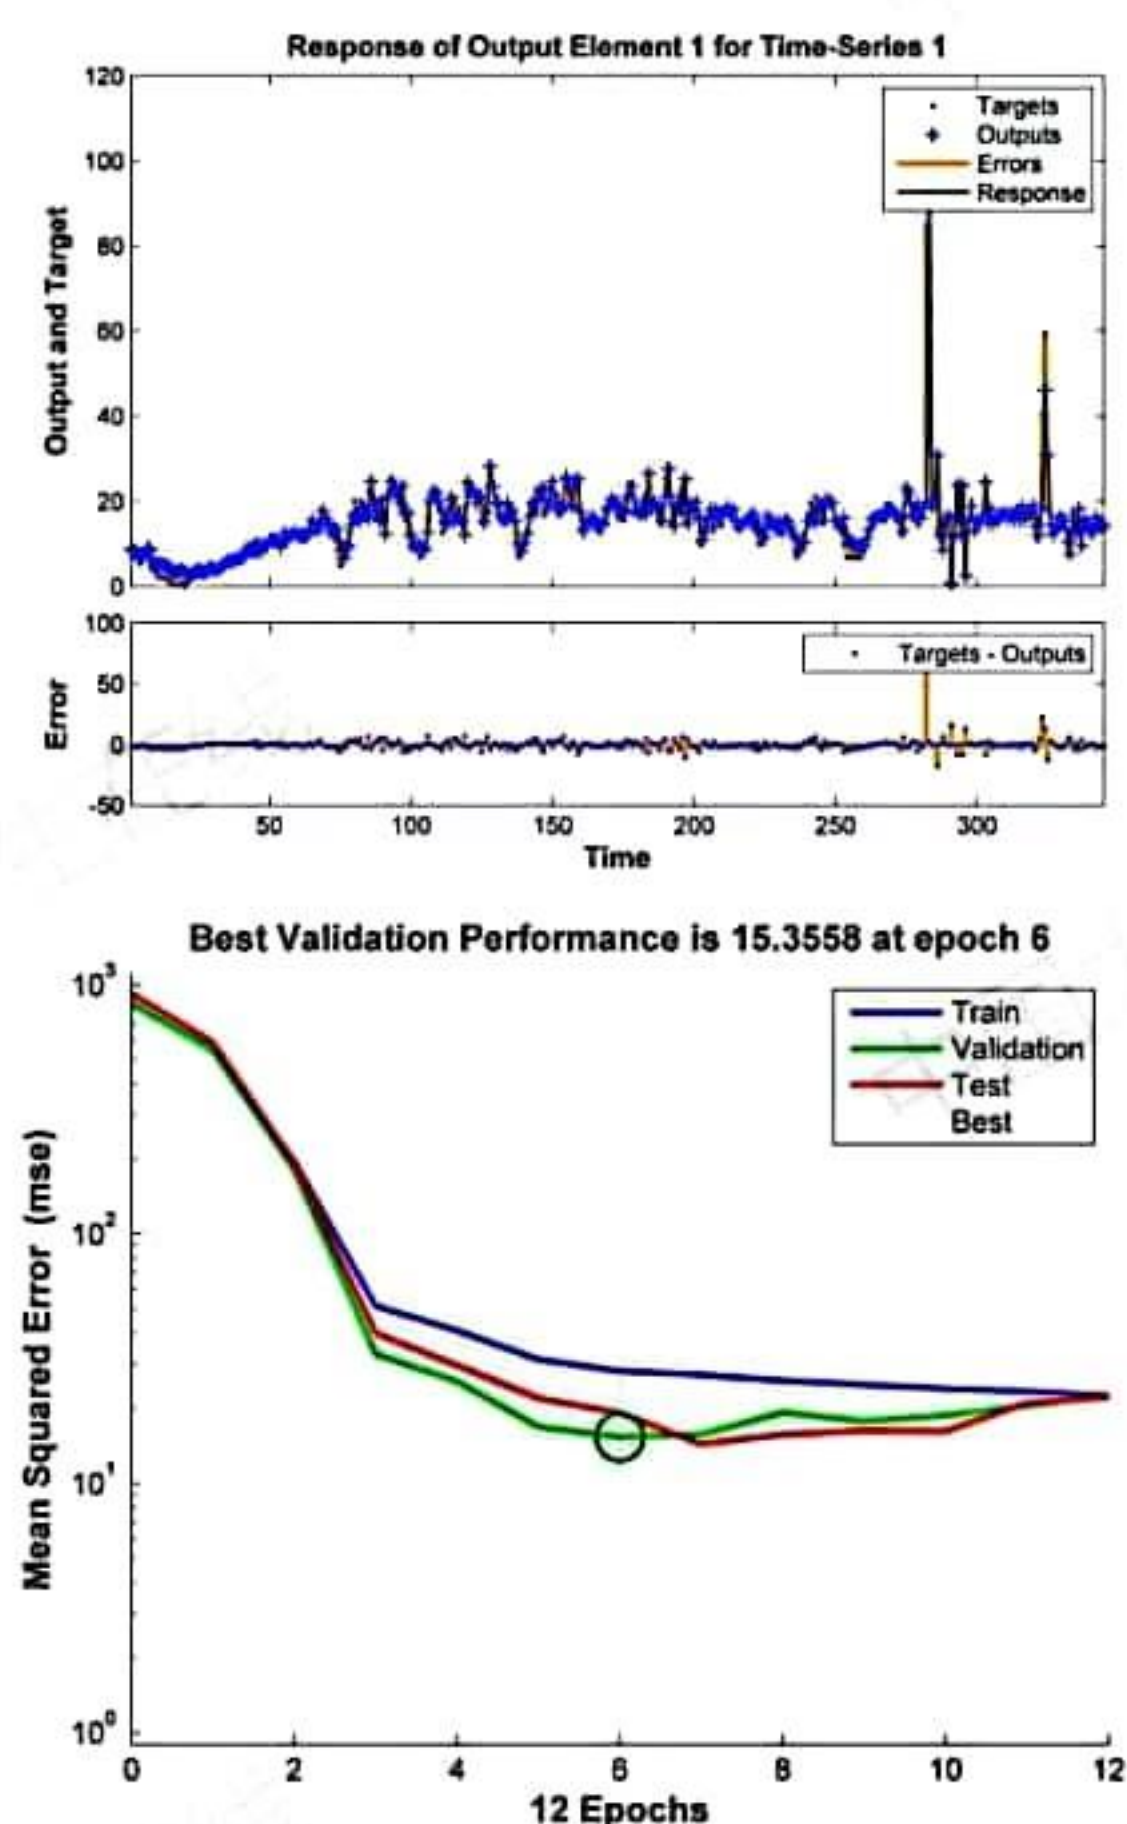 Response of Output Element 1 for Time-Series 1
120
100
80
60
40
20
0
Output and Target
Targets
Outputs
Errors
Response
100
50
0
-50
Error
Targets - Outputs
50 100 150 200 250 300
Time
Best Validation Performance is 15.3558 at epoch 6
10³
10²
10¹
10⁰
Mean Squared Error (mse)
Train
Validation
Test
Best
0 2 4 6 8 10 12
12 Epochs